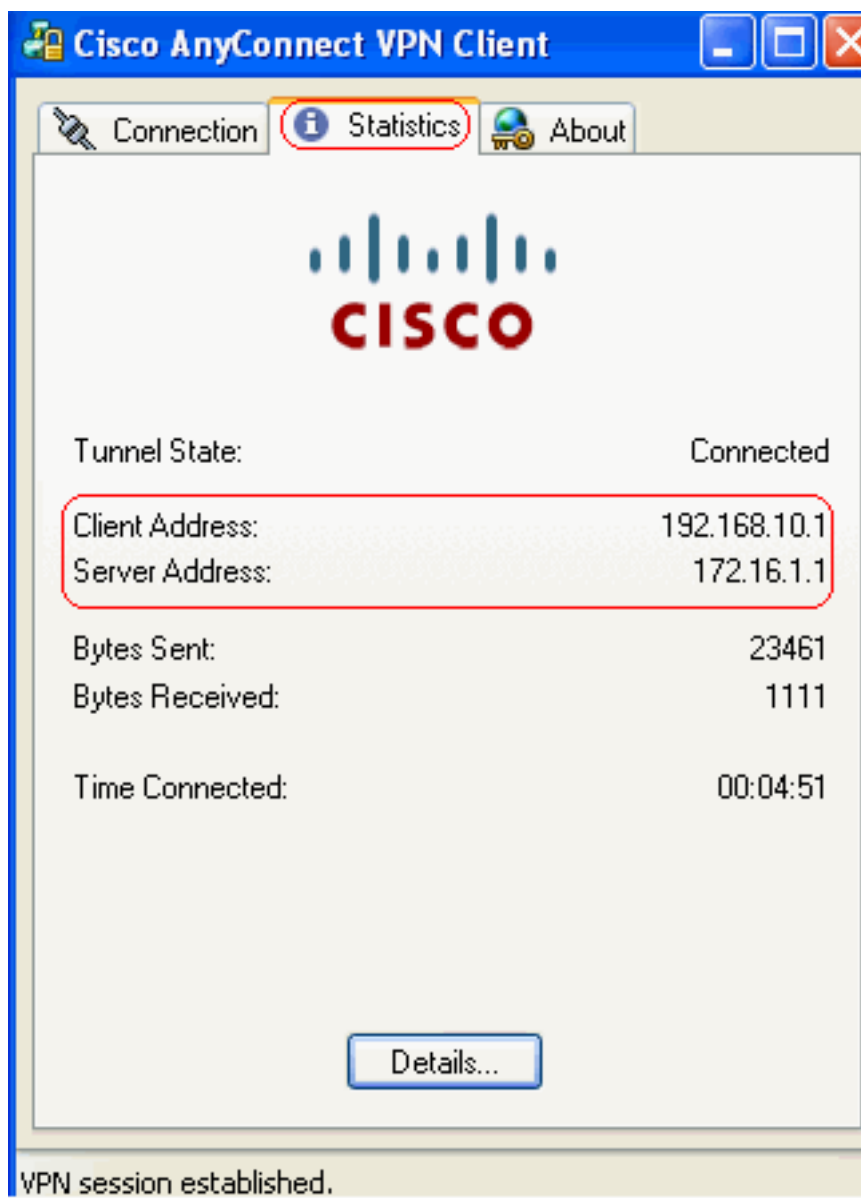 Cisco AnyConnect VPN Client
Connection Statistics About
CISCO
Tunnel State: Connected
Client Address: 192.168.10.1
Server Address: 172.16.1.1
Bytes Sent: 23461
Bytes Received: 1111
Time Connected: 00:04:51
Details...
VPN session established.